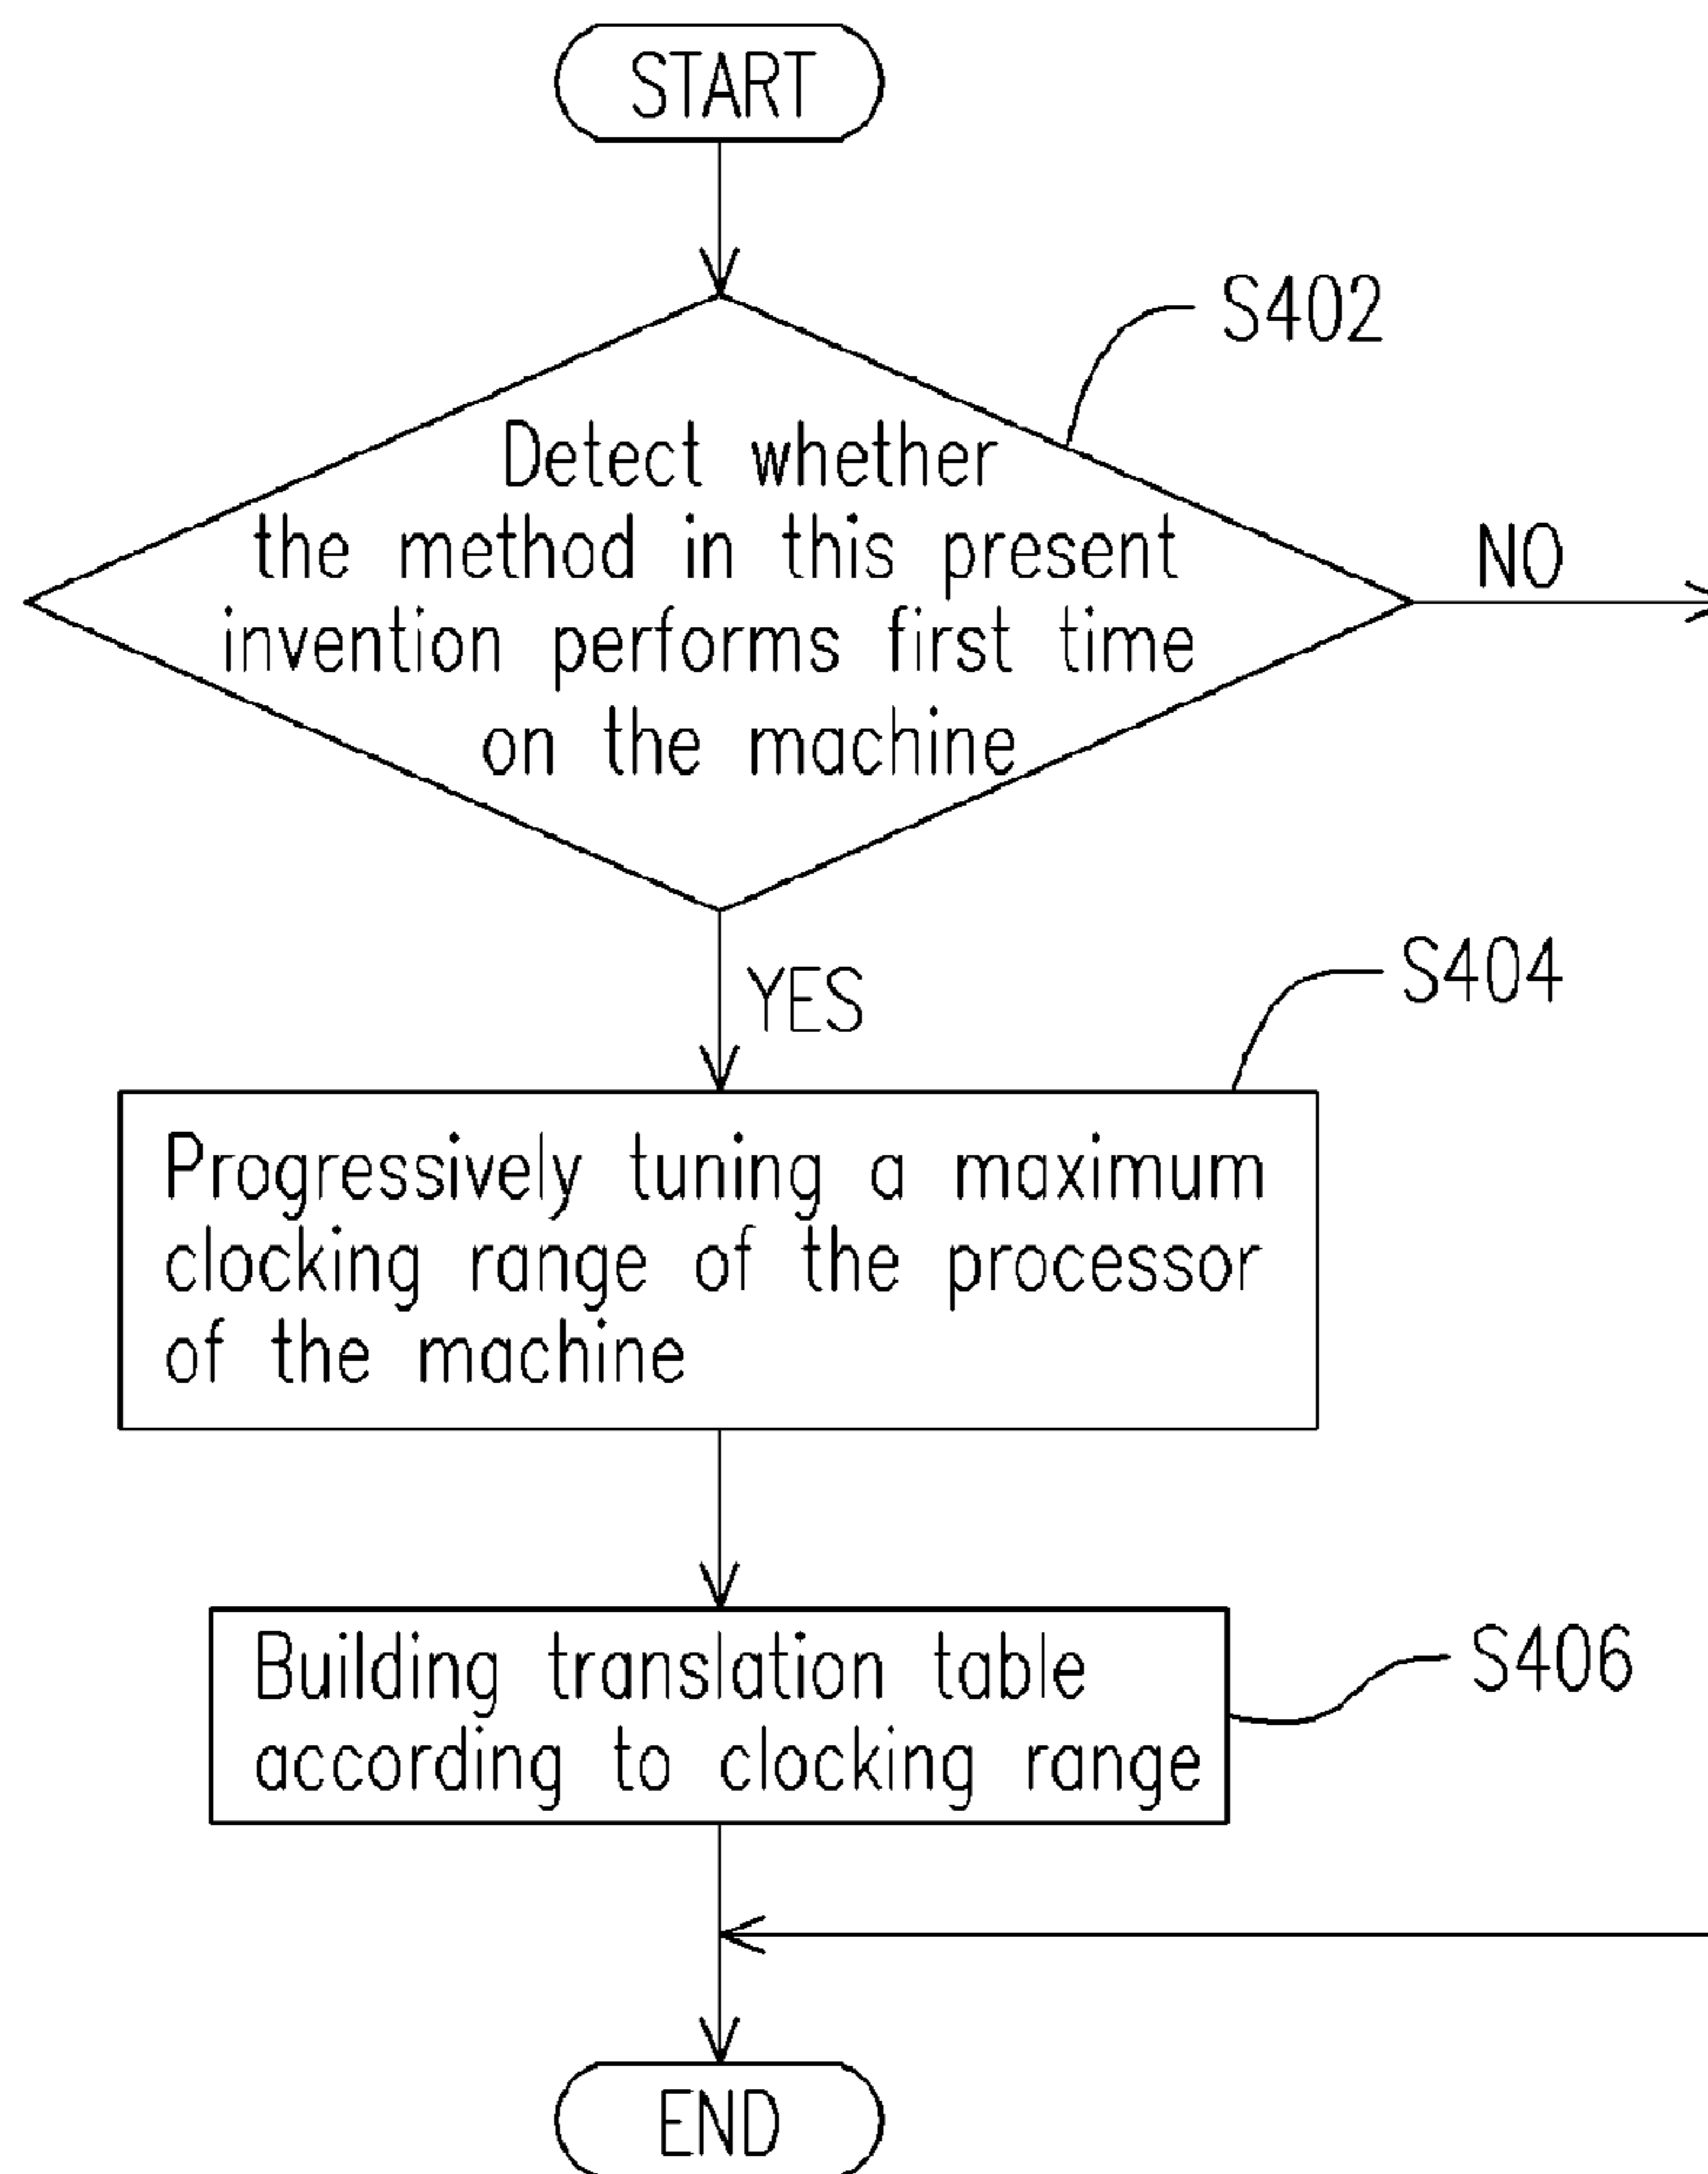 START
S402
Detect whether
the method in this present
invention performs first time
on the machine
NO
YES
S404
Progressively tuning a maximum
clocking range of the processor
of the machine
Building translation table
according to clocking range
S406
END